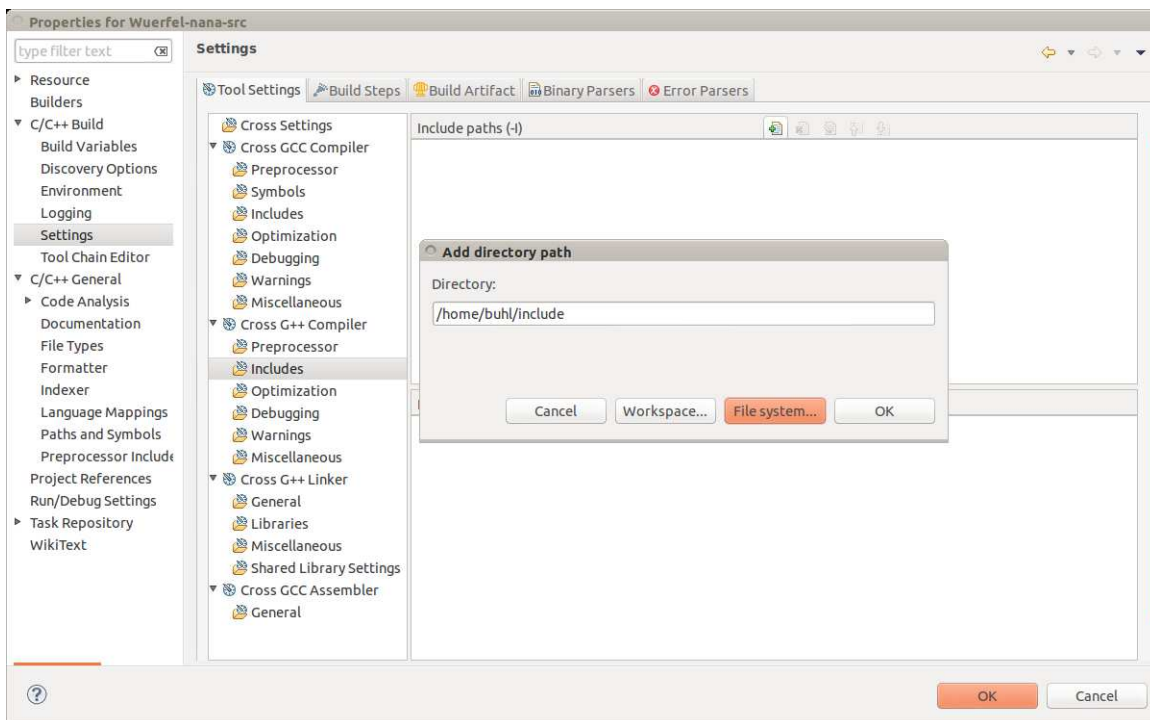 Properties for Wuerfel-nana-src
type filter text
Resource
Builders
C/C++ Build
Build Variables
Discovery Options
Environment
Logging
Settings
Tool Chain Editor
C/C++ General
Code Analysis
Documentation
File Types
Formatter
Indexer
Language Mappings
Paths and Symbols
Preprocessor Include
Project References
Run/Debug Settings
Task Repository
WikiText
Settings
Tool Settings Build Steps Build Artifact Binary Parsers Error Parsers
Cross Settings
Cross GCC Compiler
Preprocessor
Symbols
Includes
Optimization
Debugging
Warnings
Miscellaneous
Cross G++ Compiler
Preprocessor
Includes
Optimization
Debugging
Warnings
Miscellaneous
Cross G++ Linker
General
Libraries
Miscellaneous
Shared Library Settings
Cross GCC Assembler
General
Include paths (-I)
Add directory path
Directory:
/home/buhl/include
Cancel Workspace... File system... OK
? OK Cancel